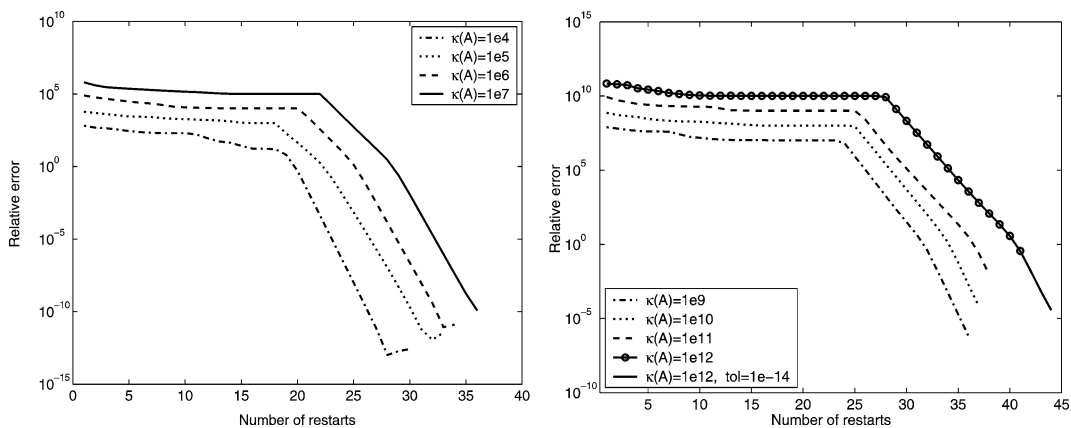 10^10
10^5
10^0
10^-5
10^-10
10^-15
Relative error
0 5 10 15 20 25 30 35 40
Number of restarts
κ(A)=1e4
κ(A)=1e5
κ(A)=1e6
κ(A)=1e7
10^15
10^10
10^5
10^0
10^-5
10^-10
Relative error
5 10 15 20 25 30 35 40 45
Number of restarts
κ(A)=1e9
κ(A)=1e10
κ(A)=1e11
κ(A)=1e12
κ(A)=1e12, tol=1e-14